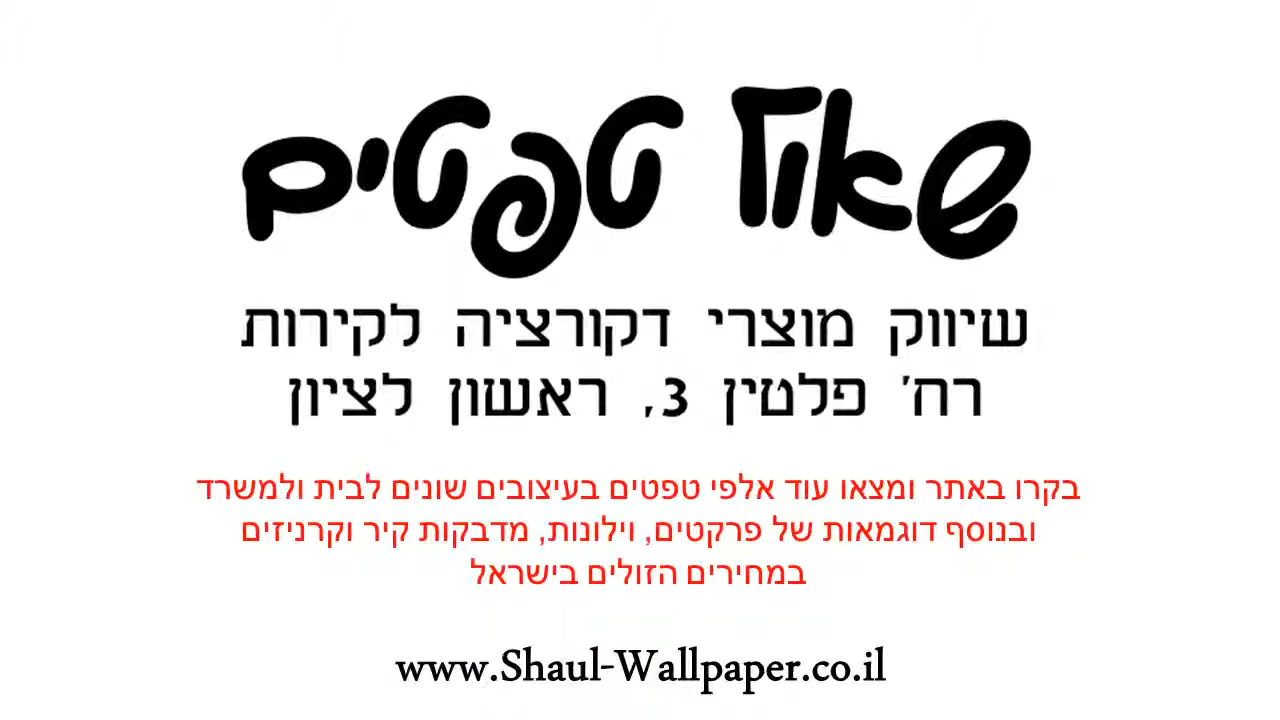 שאול טפטים
שיווק מוצרי דקורציה לקירות
רח' פלטין 3, ראשון לציון
בקרו באתר ומצאו עוד אלפי טפטים בעיצובים שונים לבית ולמשרד
ובנוסף דוגמאות של פרקטים, וילונות, מדבקות קיר וקרניזים
במחירים הזולים בישראל
www.Shaul-Wallpaper.co.il